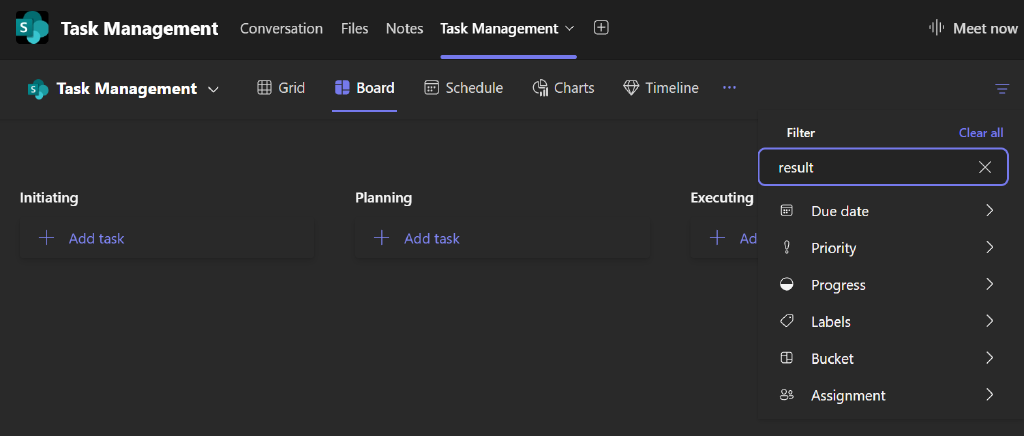 Task Management Conversation Files Notes Task Management Meet now
Task Management Grid Board Schedule Charts Timeline
Filter Clear all
result
Initiating Planning Executing
Add task Add task Ad
Due date
Priority
Progress
Labels
Bucket
Assignment